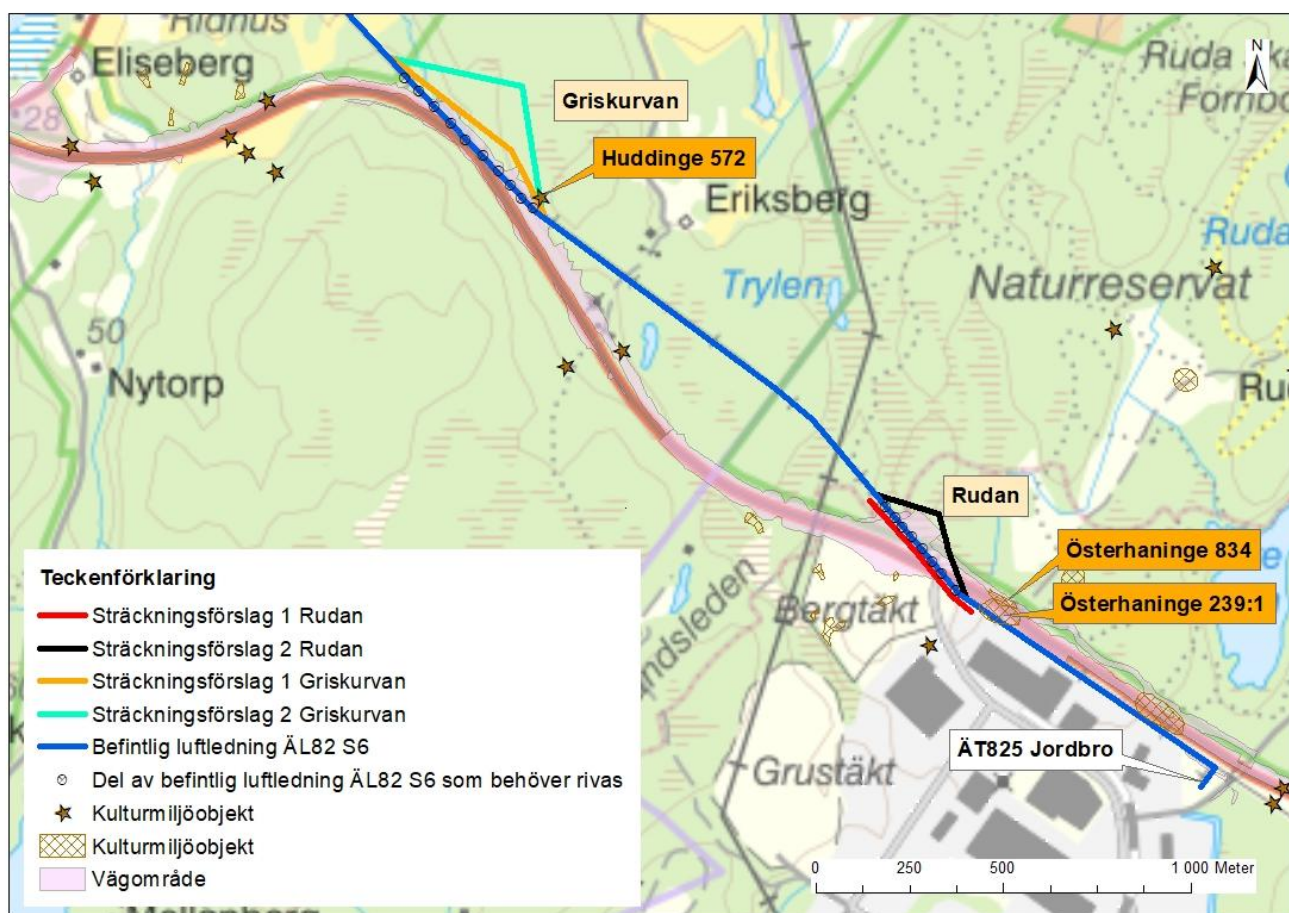 Ridhus
Eliseberg
28
Griskurvan
Huddinge 572
Eriksberg
Trylen
N
Naturreservat
50
Nytorp
Rudan
Österhaninge 834
Österhaninge 239:1
Bergtäkt
Grustäkt
ÄT825 Jordbro
Teckenförklaring
Sträckningsförslag 1 Rudan
Sträckningsförslag 2 Rudan
Sträckningsförslag 1 Griskurvan
Sträckningsförslag 2 Griskurvan
Befintlig luftledning ÄL82 S6
Del av befintlig luftledning ÄL82 S6 som behöver rivas
Kulturmiljöobjekt
Kulturmiljöobjekt
Vägområde
0 250 500 1 000 Meter